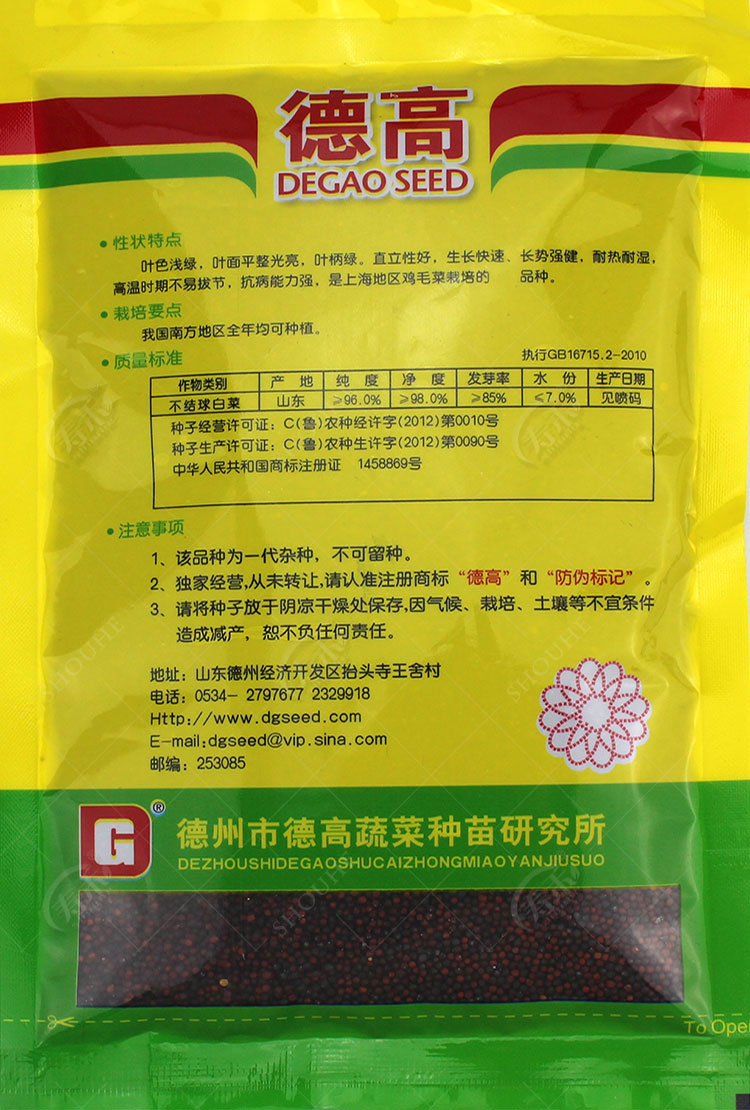 德高
DEGAO SEED
• 性状特点
叶色浅绿，叶面平整光亮，叶柄绿。直立性好，生长快速、长势强健，耐热耐湿，
高温时期不易拔节，抗病能力强，是上海地区鸡毛菜栽培的 品种。
• 栽培要点
我国南方地区全年均可种植。
• 质量标准 执行GB16715.2-2010
作物类别 产 地 纯 度 净 度 发芽率 水 份 生产日期
不结球白菜 山东 ≥96.0% ≥98.0% ≥85% ≤7.0% 见喷码
种子经营许可证：C(鲁)农种经许字(2012)第0010号
种子生产许可证：C(鲁)农种生许字(2012)第0090号
中华人民共和国商标注册证 1458869号
• 注意事项
1、该品种为一代杂种，不可留种。
2、独家经营,从未转让,请认准注册商标“德高”和“防伪标记”。
3、请将种子放于阴凉干燥处保存,因气候、栽培、土壤等不宜条件
造成减产，恕不负任何责任。
地址：山东德州经济开发区抬头寺王舍村
电话：0534- 2797677 2329918
Http://www.dgseed.com
E-mail:dgseed@vip.sina.com
邮编：253085
G®
德州市德高蔬菜种苗研究所
DEZHOUSHIDEGAOSHUCAIZHONGMIAOYANJIUSUO
To Open
SHOUHE